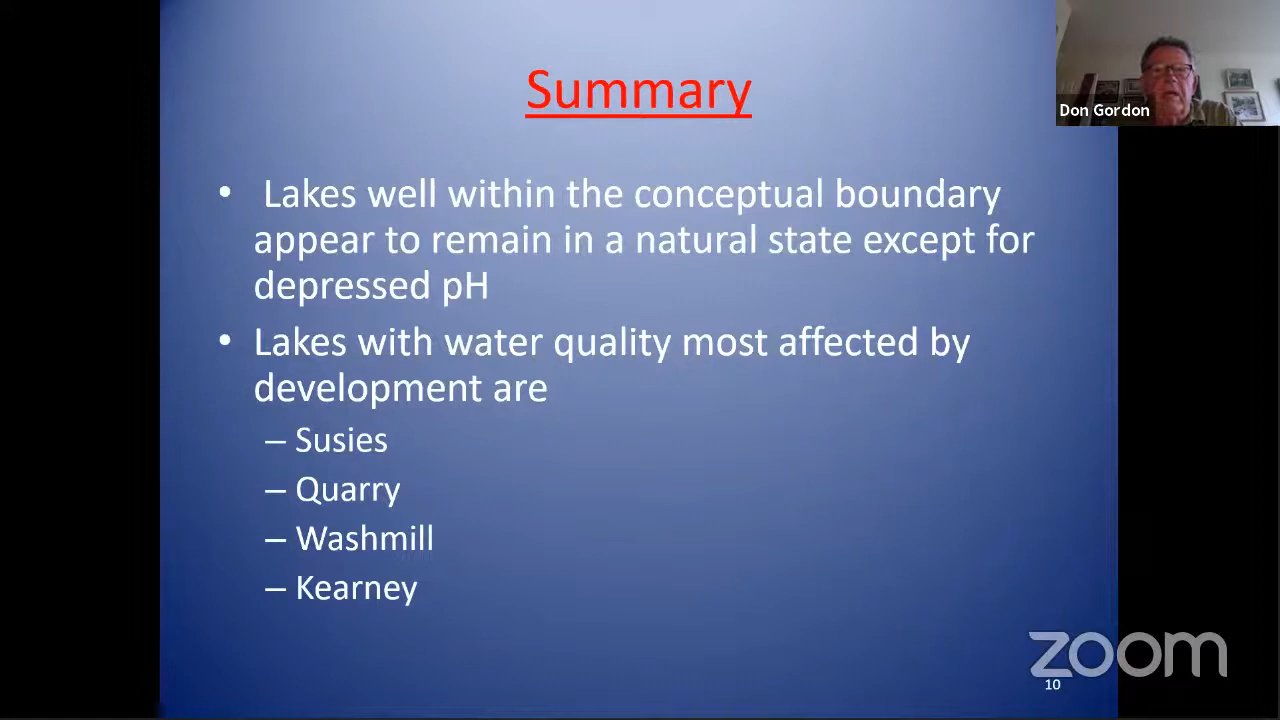 Summary
Don Gordon
• Lakes well within the conceptual boundary
appear to remain in a natural state except for
depressed pH
• Lakes with water quality most affected by
development are
– Susies
– Quarry
– Washmill
– Kearney
zoom
10